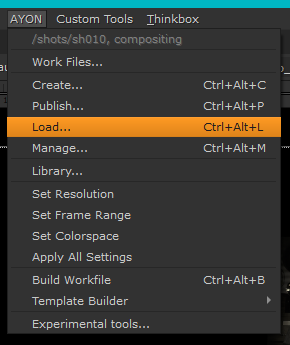 AYON Custom Tools Thinkbox
/shots/sh010, compositing
Work Files...
Create... Ctrl+Alt+C
Publish... Ctrl+Alt+P
Load... Ctrl+Alt+L
Manage... Ctrl+Alt+M
Library...
Set Resolution
Set Frame Range
Set Colorspace
Apply All Settings
Build Workfile Ctrl+Alt+B
Template Builder
Experimental tools...